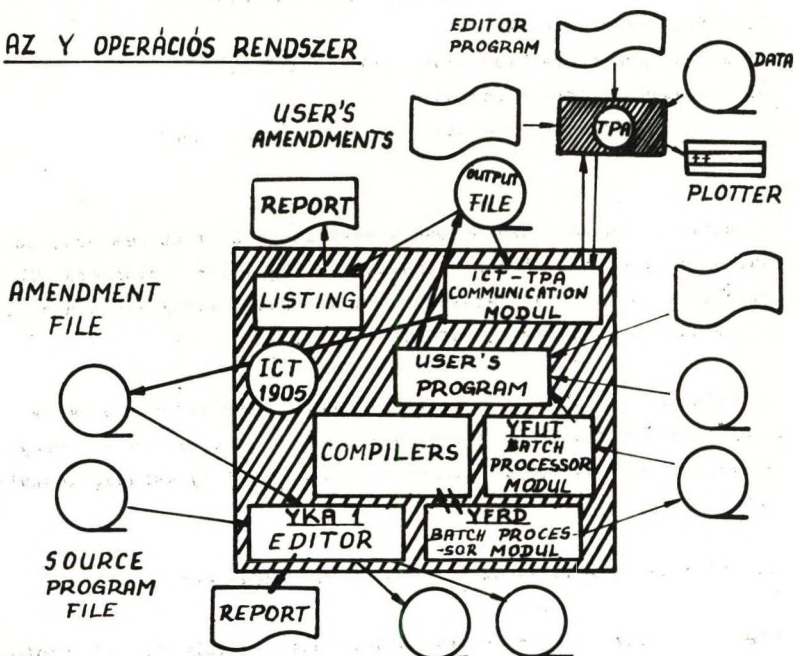 AZ Y OPERÁCIÓS RENDSZER
EDITOR
PROGRAM
DATA
USER'S
AMENDMENTS
TPA
++
PLOTTER
OUTPUT
FILE
REPORT
LISTING
ICT-TPA
COMMUNICATION
MODUL
AMENDMENT
FILE
ICT
1905
USER'S
PROGRAM
COMPILERS
YFUT
BATCH
PROCESSOR
MODUL
YKA 1
EDITOR
YFRD
BATCH PROCES-
-SOR MODUL
SOURCE
PROGRAM
FILE
REPORT